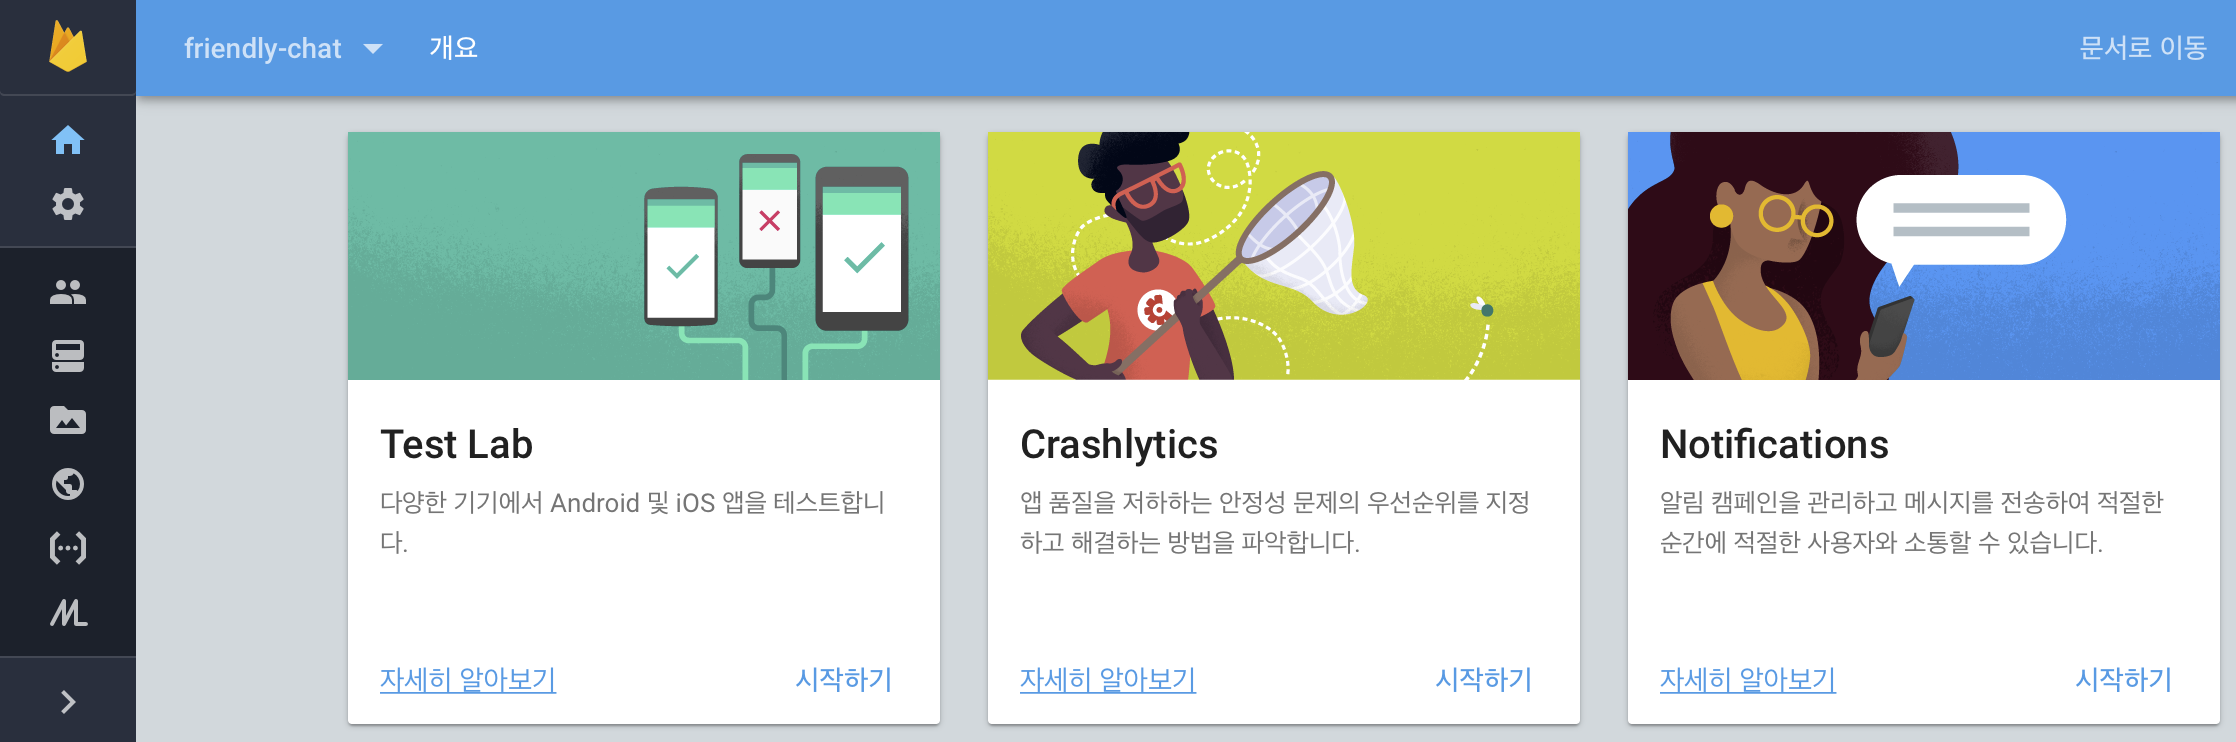 friendly-chat 개요 문서로 이동
Test Lab
다양한 기기에서 Android 및 iOS 앱을 테스트합니
다.
자세히 알아보기 시작하기
Crashlytics
앱 품질을 저하하는 안정성 문제의 우선순위를 지정
하고 해결하는 방법을 파악합니다.
자세히 알아보기 시작하기
Notifications
알림 캠페인을 관리하고 메시지를 전송하여 적절한
순간에 적절한 사용자와 소통할 수 있습니다.
자세히 알아보기 시작하기